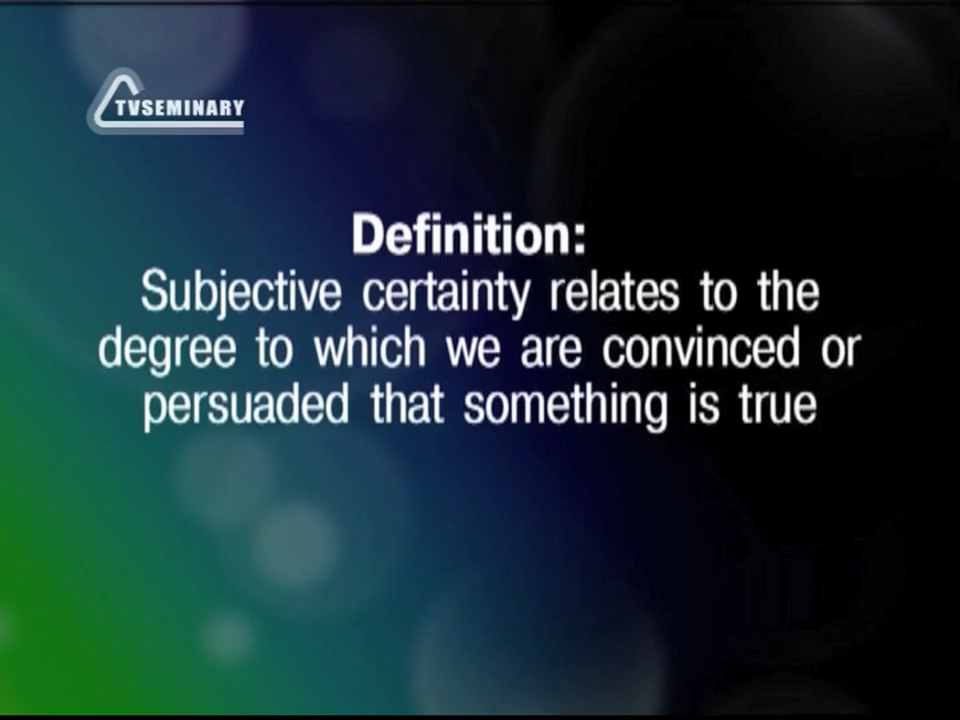 TVSEMINARY
Definition:
Subjective certainty relates to the
degree to which we are convinced or
persuaded that something is true